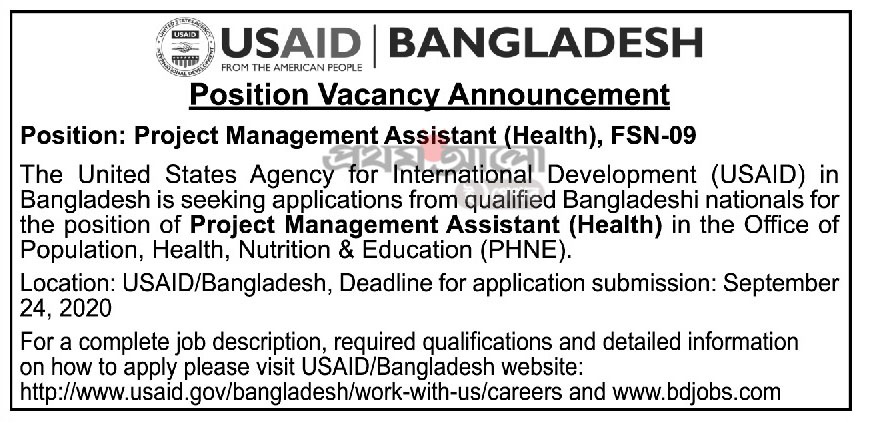 USAID | BANGLADESH
FROM THE AMERICAN PEOPLE
Position Vacancy Announcement
Position: Project Management Assistant (Health), FSN-09
প্রথম আলো
The United States Agency for International Development (USAID) in
Bangladesh is seeking applications from qualified Bangladeshi nationals for
the position of Project Management Assistant (Health) in the Office of
Population, Health, Nutrition & Education (PHNE).
Location: USAID/Bangladesh, Deadline for application submission: September
24, 2020
For a complete job description, required qualifications and detailed information
on how to apply please visit USAID/Bangladesh website:
http://www.usaid.gov/bangladesh/work-with-us/careers and www.bdjobs.com